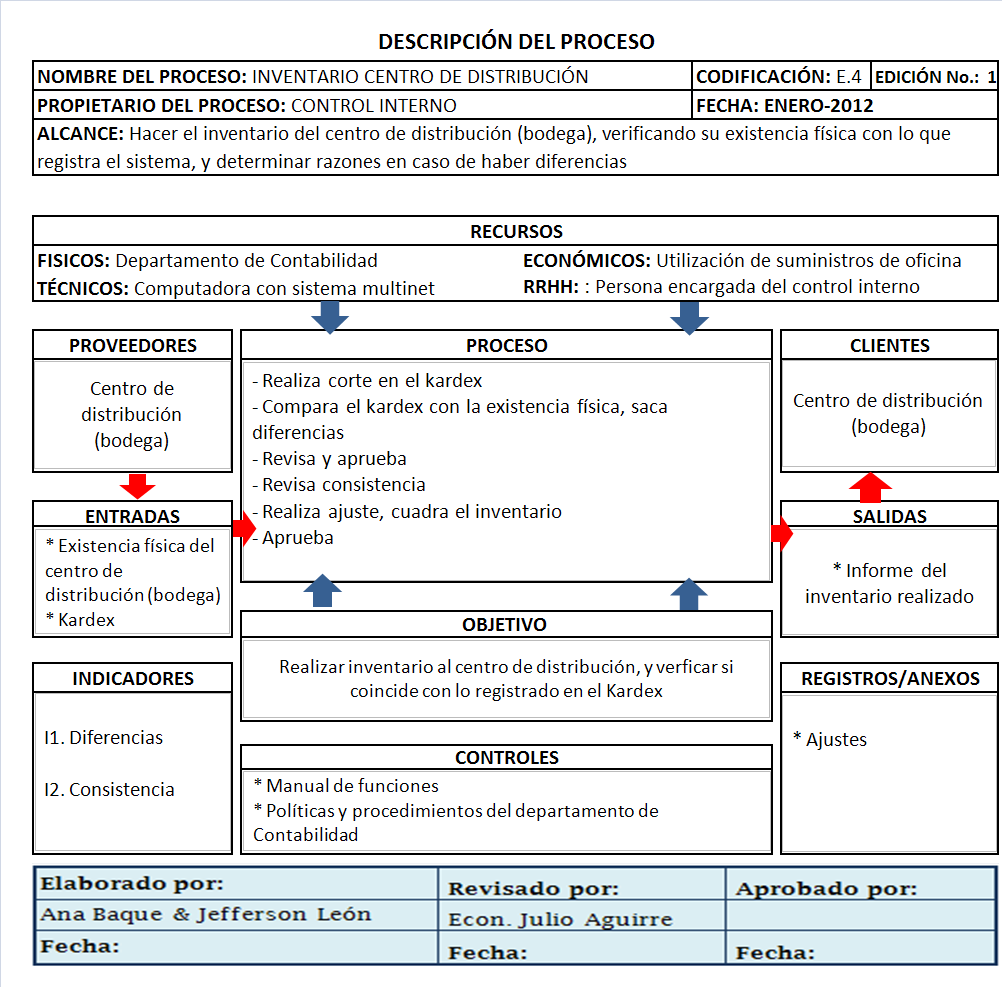 DESCRIPCIÓN DEL PROCESO
NOMBRE DEL PROCESO: INVENTARIO CENTRO DE DISTRIBUCIÓN
CODIFICACIÓN: E.4
EDICIÓN No.: 1
PROPIETARIO DEL PROCESO: CONTROL INTERNO
FECHA: ENERO-2012
ALCANCE: Hacer el inventario del centro de distribución (bodega), verificando su existencia física con lo que
registra el sistema, y determinar razones en caso de haber diferencias
RECURSOS
FISICOS: Departamento de Contabilidad
ECONÓMICOS: Utilización de suministros de oficina
TÉCNICOS: Computadora con sistema multinet
RRHH: : Persona encargada del control interno
PROVEEDORES
Centro de
distribución
(bodega)
PROCESO
- Realiza corte en el kardex
- Compara el kardex con la existencia física, saca
diferencias
- Revisa y aprueba
- Revisa consistencia
- Realiza ajuste, cuadra el inventario
- Aprueba
CLIENTES
Centro de distribución
(bodega)
ENTRADAS
* Existencia física del
centro de
distribución (bodega)
* Kardex
SALIDAS
* Informe del
inventario realizado
OBJETIVO
Realizar inventario al centro de distribución, y verficar si
coincide con lo registrado en el Kardex
INDICADORES
I1. Diferencias
I2. Consistencia
CONTROLES
* Manual de funciones
* Políticas y procedimientos del departamento de
Contabilidad
REGISTROS/ANEXOS
* Ajustes
Elaborado por:
Revisado por:
Aprobado por:
Ana Baque & Jefferson León
Econ. Julio Aguirre
Fecha:
Fecha:
Fecha: